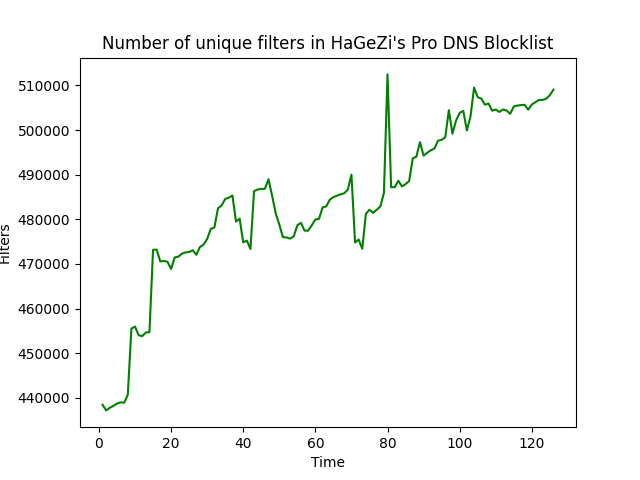 Number of unique filters in HaGeZi's Pro DNS Blocklist
510000
500000
490000
480000
470000
460000
450000
440000
Filters
0 20 40 60 80 100 120
Time